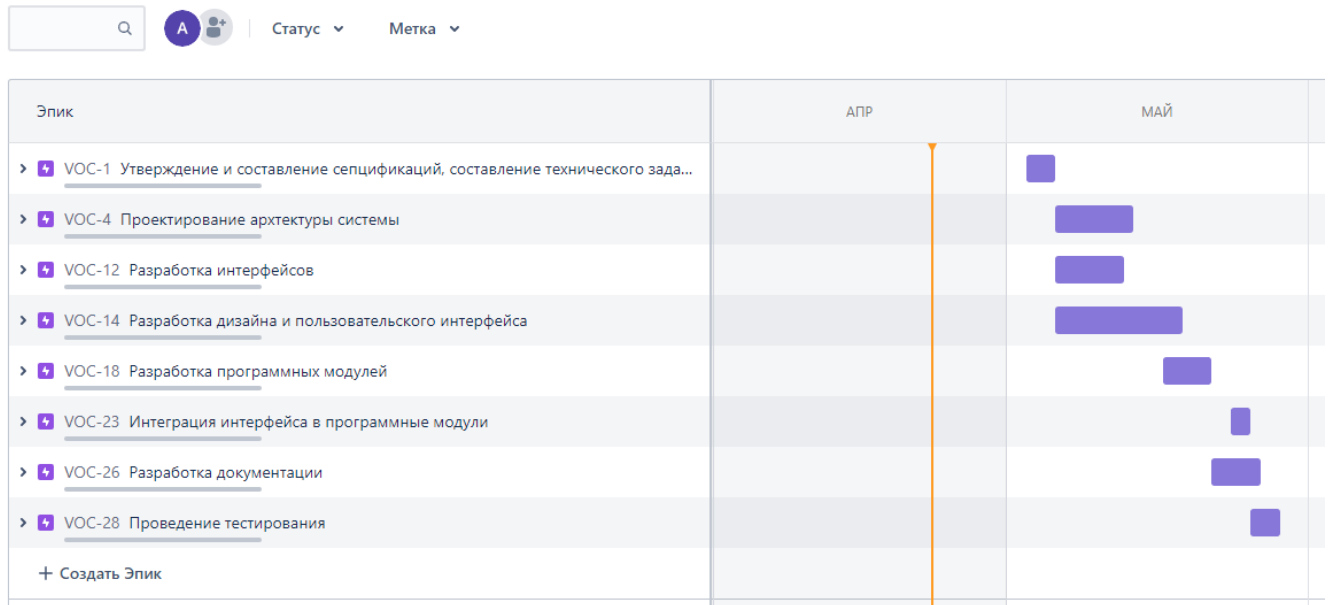 A Статус Метка
Эпик АПР МАЙ
VOC-1 Утверждение и составление сепцификаций, составление технического зада...
VOC-4 Проектирование архтектуры системы
VOC-12 Разработка интерфейсов
VOC-14 Разработка дизайна и пользовательского интерфейса
VOC-18 Разработка программных модулей
VOC-23 Интеграция интерфейса в программные модули
VOC-26 Разработка документации
VOC-28 Проведение тестирования
+ Создать Эпик